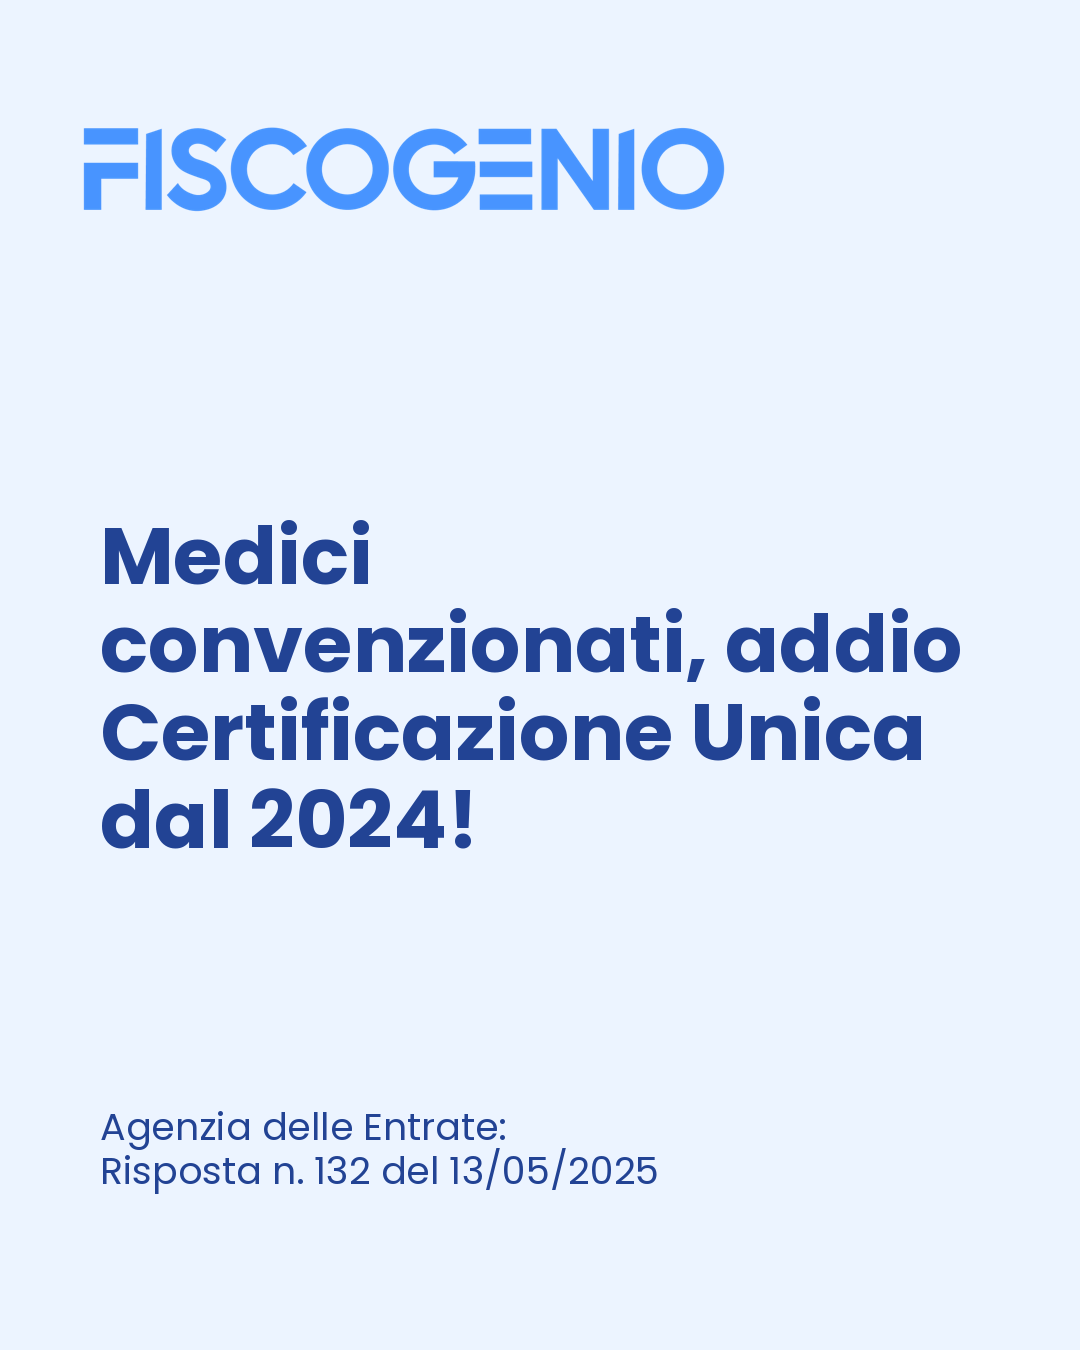 FISCOGENIO
Medici
convenzionati, addio
Certificazione Unica
dal 2024!
Agenzia delle Entrate:
Risposta n. 132 del 13/05/2025